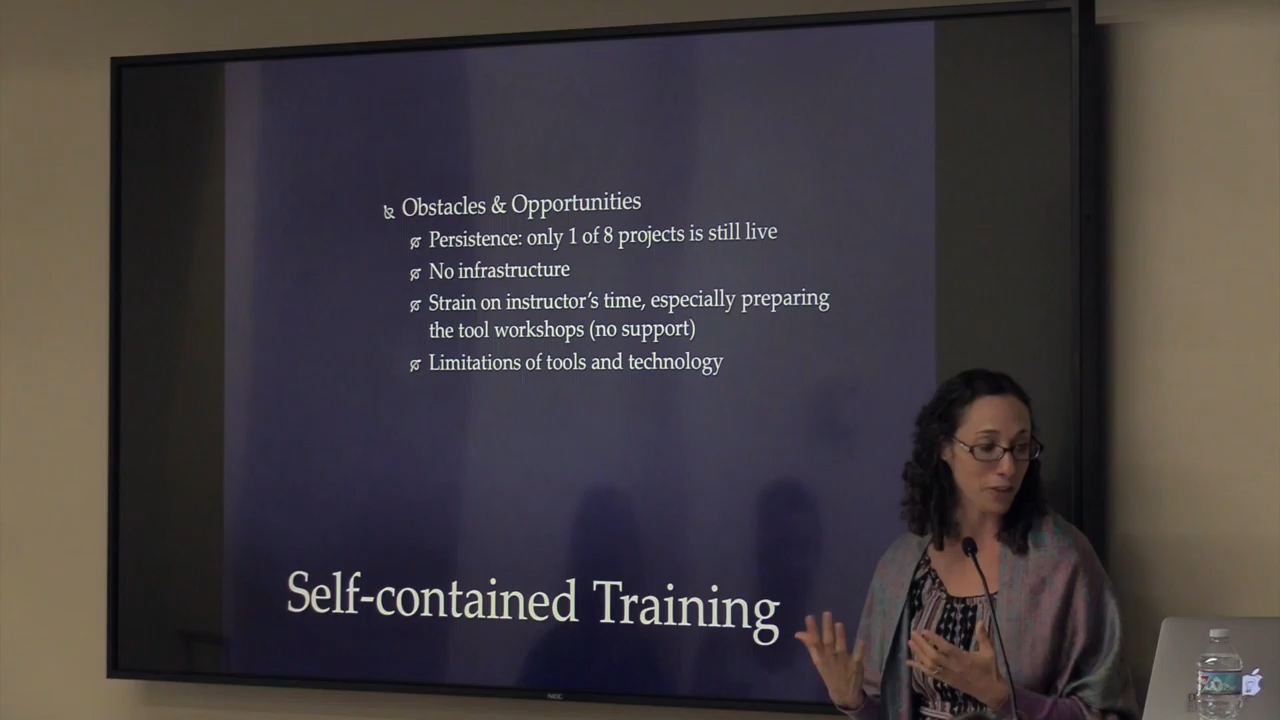 Obstacles & Opportunities
Persistence: only 1 of 8 projects is still live
No infrastructure
Strain on instructor's time, especially preparing
the tool workshops (no support)
Limitations of tools and technology
Self-contained Training
NEC